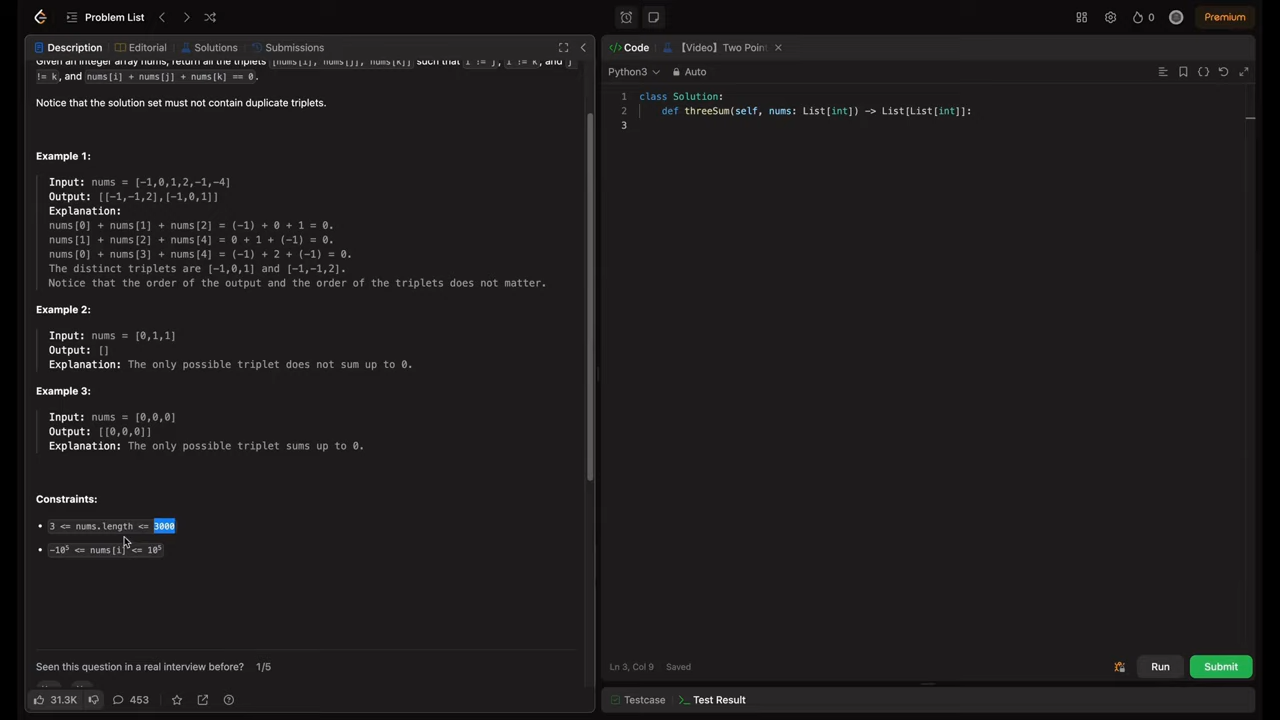 Problem List
0
Premium
Description
Editorial
Solutions
Submissions
Given an integer array nums, return all the triplets [nums[i], nums[j], nums[k]] such that i != j, i != k, and j
!= k, and nums[i] + nums[j] + nums[k] == 0.
Notice that the solution set must not contain duplicate triplets.
Example 1:
Input: nums = [-1,0,1,2,-1,-4]
Output: [[-1,-1,2],[-1,0,1]]
Explanation:
nums[0] + nums[1] + nums[2] = (-1) + 0 + 1 = 0.
nums[1] + nums[2] + nums[4] = 0 + 1 + (-1) = 0.
nums[0] + nums[3] + nums[4] = (-1) + 2 + (-1) = 0.
The distinct triplets are [-1,0,1] and [-1,-1,2].
Notice that the order of the output and the order of the triplets does not matter.
Example 2:
Input: nums = [0,1,1]
Output: []
Explanation: The only possible triplet does not sum up to 0.
Example 3:
Input: nums = [0,0,0]
Output: [[0,0,0]]
Explanation: The only possible triplet sums up to 0.
Constraints:
• 3 <= nums.length <= 3000
• -10⁵ <= nums[i] <= 10⁵
Seen this question in a real interview before? 1/5
31.3K
453
</> Code
【Video】Two Poin
Python3
Auto
1 class Solution:
2 def threeSum(self, nums: List[int]) -> List[List[int]]:
3
Ln 3, Col 9 Saved
Run
Submit
Testcase
>_ Test Result